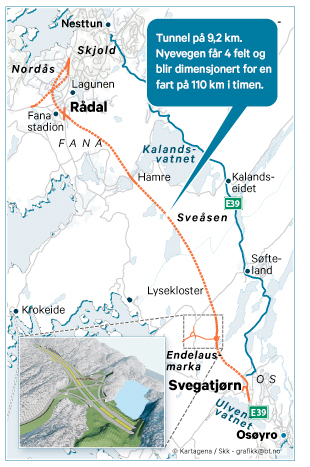 Nesttun
Tunnel på 9,2 km.
Nyevegen får 4 felt og
blir dimensjonert for en
fart på 110 km i timen.
Skjold
Nordås
Lagunen
Rådal
Fana
stadion
FANA
Kalands-
vatnet
Hamre
Kalands-
eidet
E39
Sveåsen
Søfte-
land
Lysekloster
Krokeide
Endelaus-
marka
OS
Svegatjørn
Ulven
vatnet
E39
Osøyro
© Kartagena / Skk - grafikk@bt.no